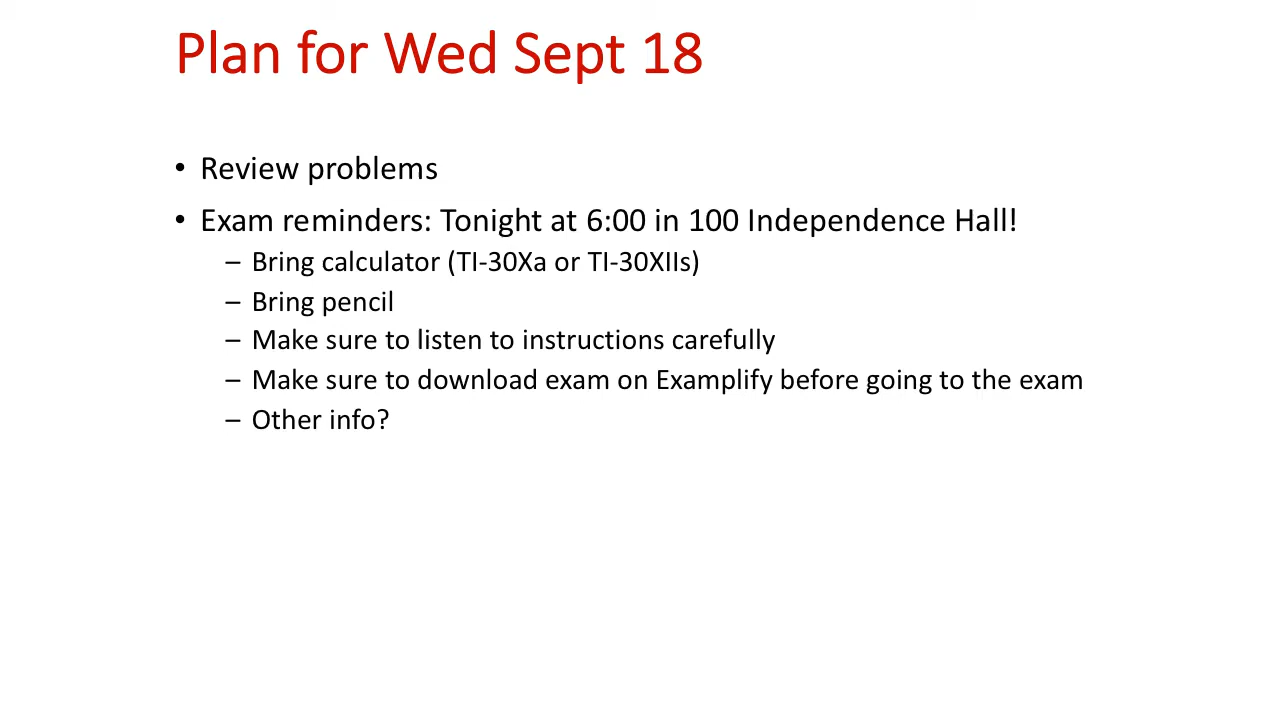 Plan for Wed Sept 18
• Review problems
• Exam reminders: Tonight at 6:00 in 100 Independence Hall!
– Bring calculator (TI-30Xa or TI-30XIIs)
– Bring pencil
– Make sure to listen to instructions carefully
– Make sure to download exam on Examplify before going to the exam
– Other info?